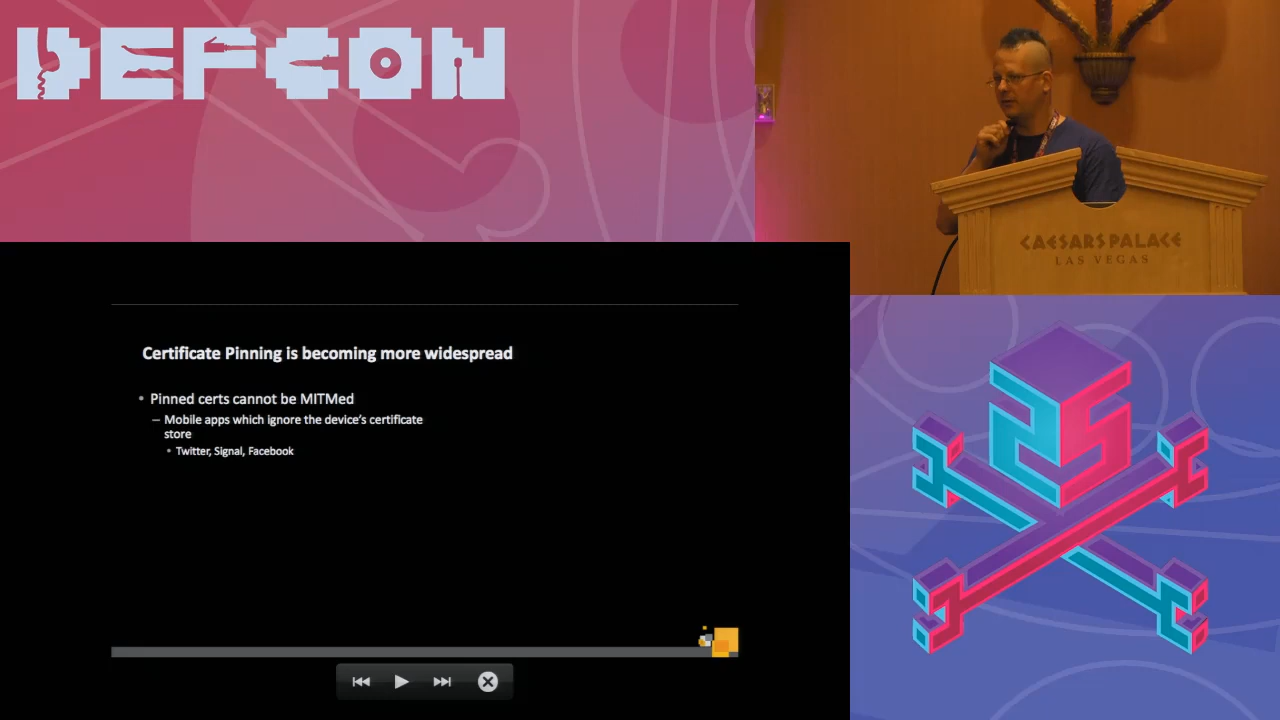 DEFCON
CAESARS PALACE
LAS VEGAS
Certificate Pinning is becoming more widespread
• Pinned certs cannot be MITMed
– Mobile apps which ignore the device's certificate
store
• Twitter, Signal, Facebook
25